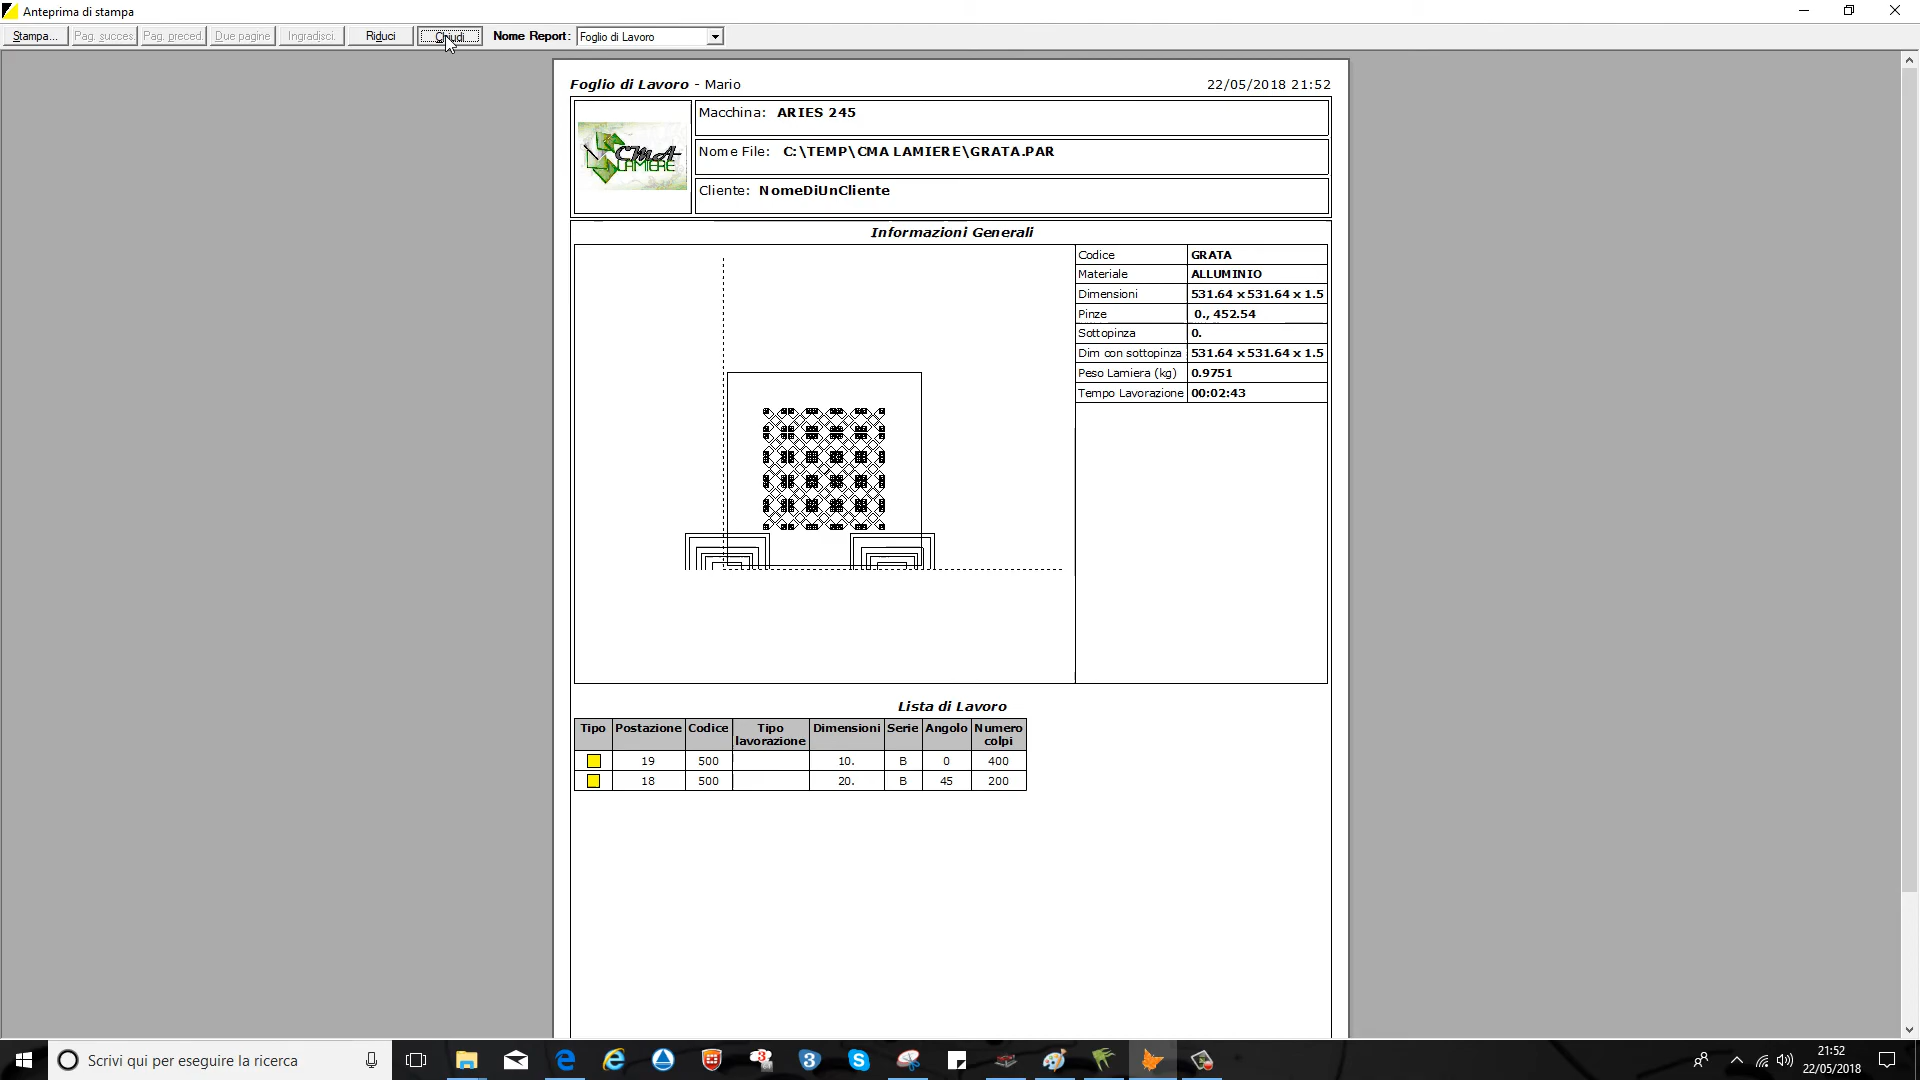 Anteprima di stampa
Stampa... Pag. succes. Pag. preced. Due pagine Ingradisci. Riduci Chiudi Nome Report: Foglio di Lavoro
Foglio di Lavoro - Mario 22/05/2018 21:52
CMA
LAMIERE
Macchina: ARIES 245
Nome File: C:\TEMP\CMA LAMIERE\GRATA.PAR
Cliente: NomeDiUnCliente
Informazioni Generali
Codice GRATA
Materiale ALLUMINIO
Dimensioni 531.64 x 531.64 x 1.5
Pinze 0., 452.54
Sottopinza 0.
Dim con sottopinza 531.64 x 531.64 x 1.5
Peso Lamiera (kg) 0.9751
Tempo Lavorazione 00:02:43
Lista di Lavoro
Tipo Postazione Codice Tipo lavorazione Dimensioni Serie Angolo Numero colpi
19 500 10. B 0 400
18 500 20. B 45 200
Scrivi qui per eseguire la ricerca
21:52
22/05/2018